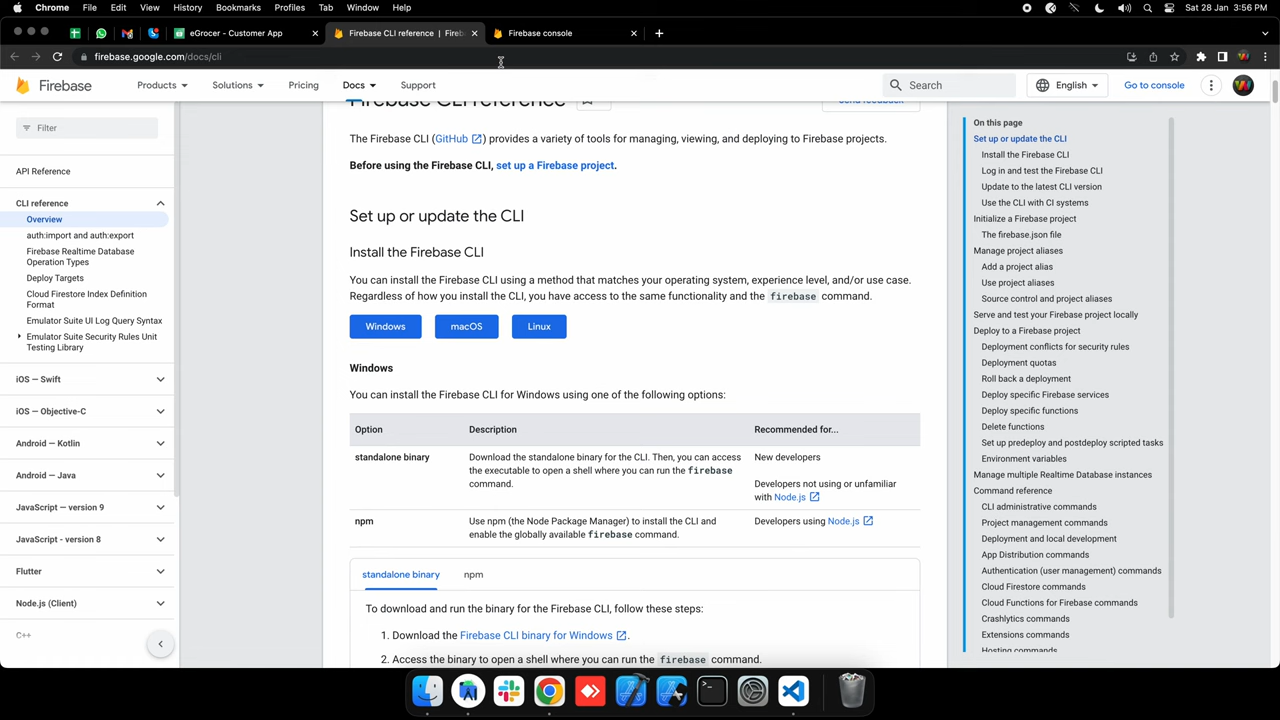 Chrome File Edit View History Bookmarks Profiles Tab Window Help
Sat 28 Jan 3:56 PM
eGrocer - Customer App
Firebase CLI reference | Fireb
Firebase console
firebase.google.com/docs/cli
Firebase
Products
Solutions
Pricing
Docs
Support
Search
English
Go to console
Filter
API Reference
CLI reference
Overview
auth:import and auth:export
Firebase Realtime Database
Operation Types
Deploy Targets
Cloud Firestore Index Definition
Format
Emulator Suite UI Log Query Syntax
Emulator Suite Security Rules Unit
Testing Library
iOS — Swift
iOS — Objective-C
Android — Kotlin
Android — Java
JavaScript — version 9
JavaScript - version 8
Flutter
Node.js (Client)
C++
Firebase CLI reference
Send feedback
The Firebase CLI (GitHub) provides a variety of tools for managing, viewing, and deploying to Firebase projects.
Before using the Firebase CLI, set up a Firebase project.
Set up or update the CLI
Install the Firebase CLI
You can install the Firebase CLI using a method that matches your operating system, experience level, and/or use case.
Regardless of how you install the CLI, you have access to the same functionality and the firebase command.
Windows
macOS
Linux
Windows
You can install the Firebase CLI for Windows using one of the following options:
Option Description Recommended for...
standalone binary
Download the standalone binary for the CLI. Then, you can access
the executable to open a shell where you can run the firebase
command.
New developers
Developers not using or unfamiliar
with Node.js
npm
Use npm (the Node Package Manager) to install the CLI and
enable the globally available firebase command.
Developers using Node.js
standalone binary
npm
To download and run the binary for the Firebase CLI, follow these steps:
1. Download the Firebase CLI binary for Windows.
2. Access the binary to open a shell where you can run the firebase command.
On this page
Set up or update the CLI
Install the Firebase CLI
Log in and test the Firebase CLI
Update to the latest CLI version
Use the CLI with CI systems
Initialize a Firebase project
The firebase.json file
Manage project aliases
Add a project alias
Use project aliases
Source control and project aliases
Serve and test your Firebase project locally
Deploy to a Firebase project
Deployment conflicts for security rules
Deployment quotas
Roll back a deployment
Deploy specific Firebase services
Deploy specific functions
Delete functions
Set up predeploy and postdeploy scripted tasks
Environment variables
Manage multiple Realtime Database instances
Command reference
CLI administrative commands
Project management commands
Deployment and local development
App Distribution commands
Authentication (user management) commands
Cloud Firestore commands
Cloud Functions for Firebase commands
Crashlytics commands
Extensions commands
Hosting commands